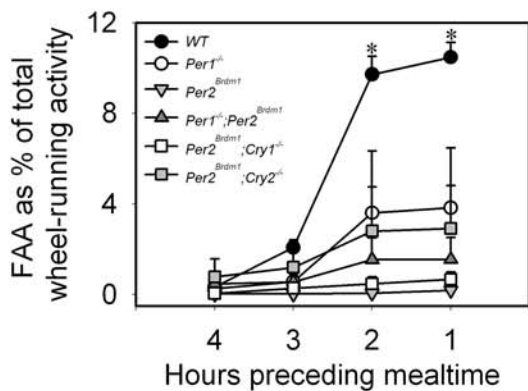 12
8
4
0
FAA as % of total
wheel-running activity
WT
Per1-/-
Per2Brdm1
Per1-/-;Per2Brdm1
Per2Brdm1;Cry1-/-
Per2Brdm1;Cry2-/-
* *
4 3 2 1
Hours preceding mealtime